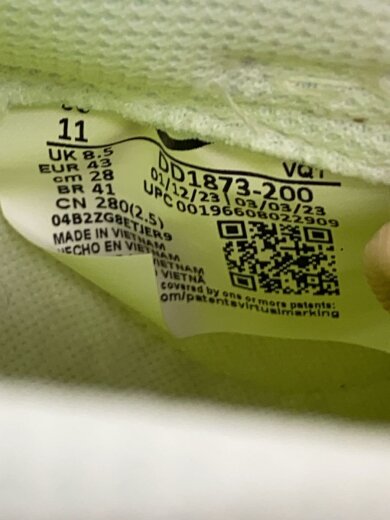 11
UK 8.5
EUR 43
cm 28
BR 41
CN 280(2.5)
04B2ZG8ETJER9
MADE IN VIETNAM
HECHO EN VIETNAM
VIETNAM
VIETNA
DD1873-200
01/12/23 | 03/03/23
UPC 00196608022909
covered by one or more patents:
om/patentsvirtualmarking